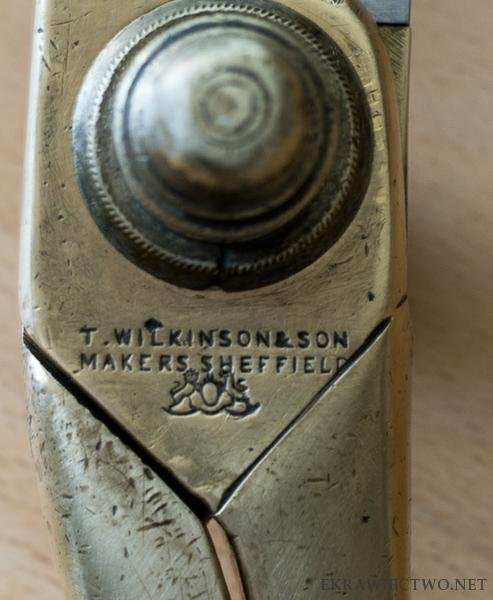 T. WILKINSON & SON
MAKERS SHEFFIELD
EKRAWIECTWO.NET